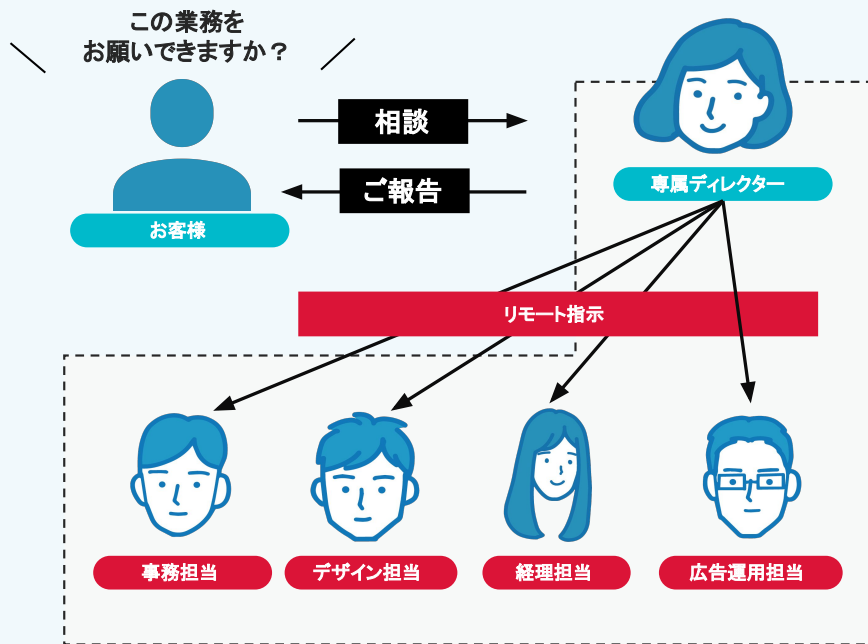 この業務を
お願いできますか？
相談
ご報告
お客様
専属ディレクター
リモート指示
事務担当
デザイン担当
経理担当
広告運用担当